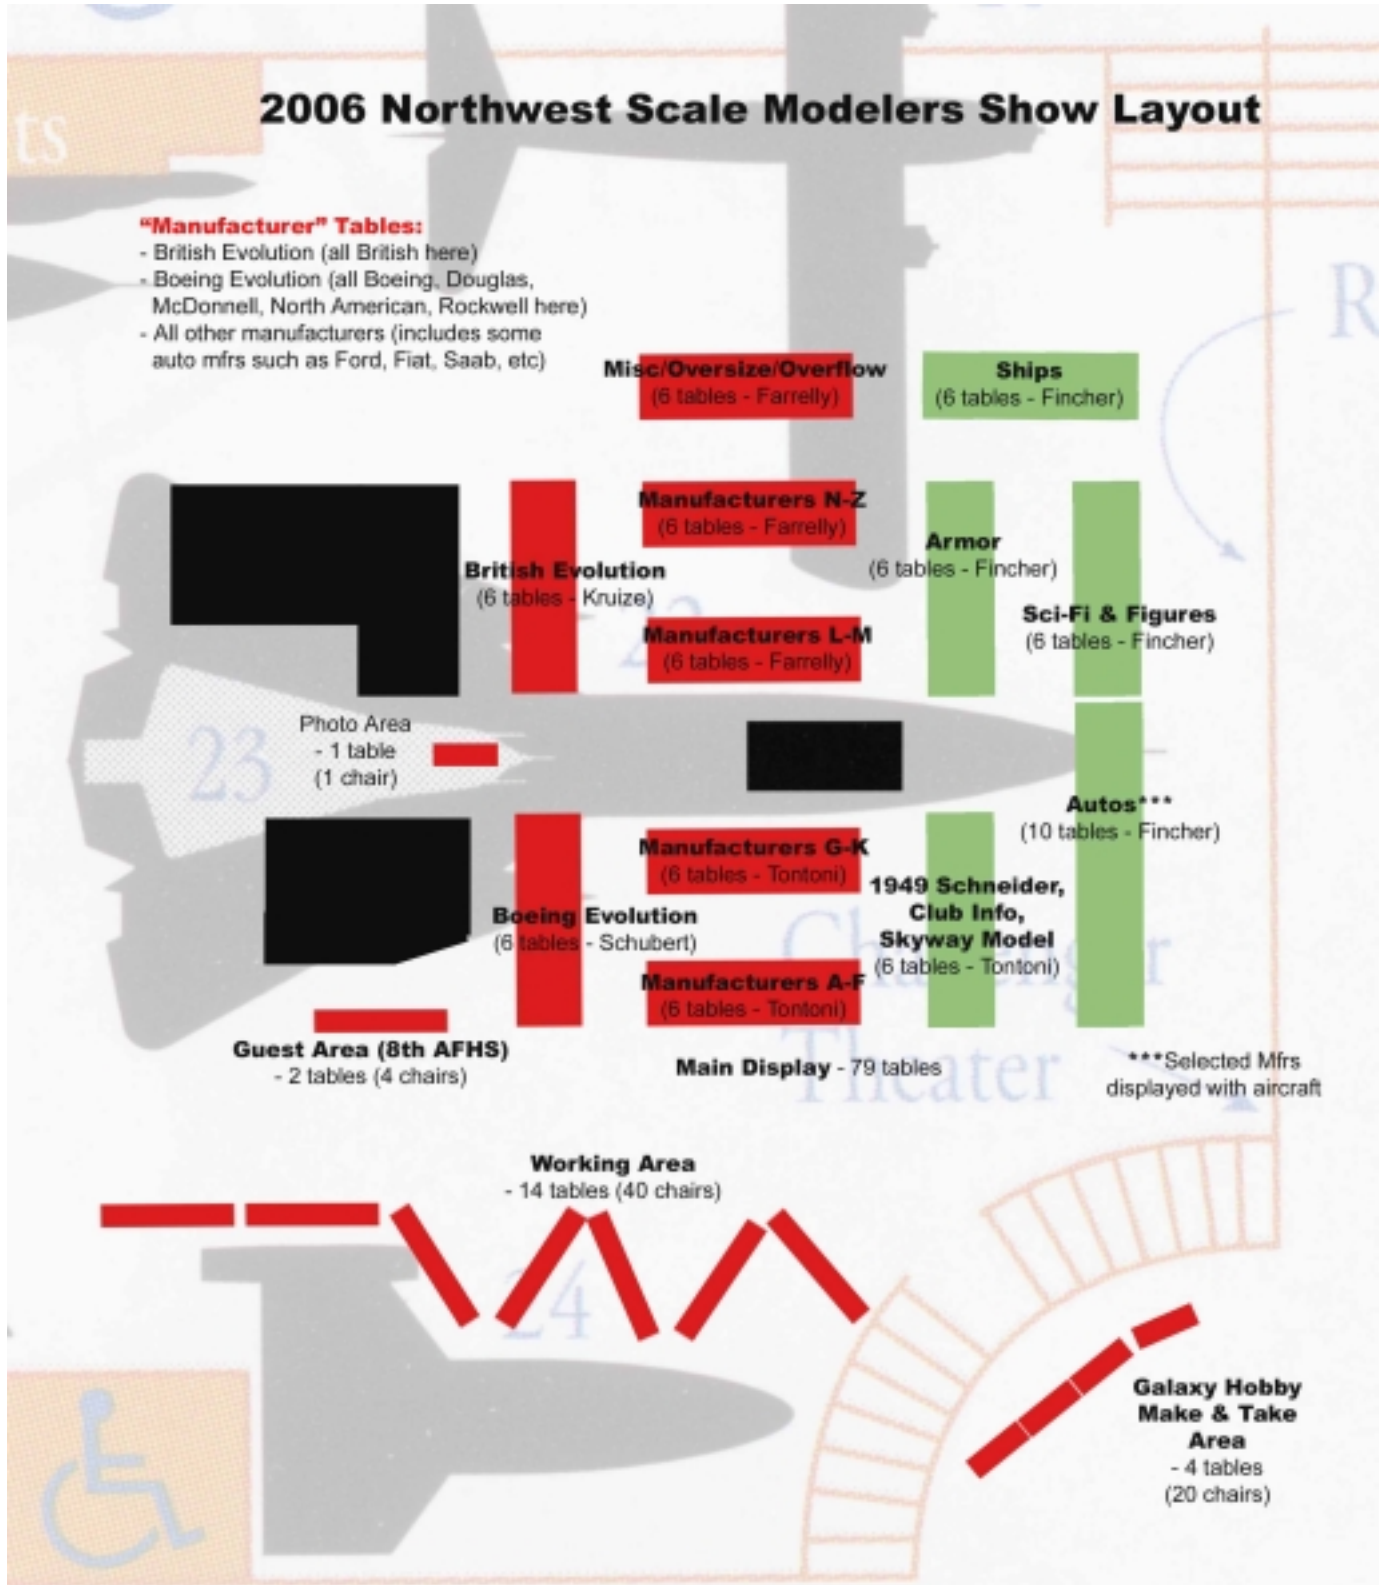 2006 Northwest Scale Modelers Show Layout
ts
“Manufacturer” Tables:
- British Evolution (all British here)
- Boeing Evolution (all Boeing, Douglas,
McDonnell, North American, Rockwell here)
- All other manufacturers (includes some
auto mfrs such as Ford, Fiat, Saab, etc)
R
Misc/Oversize/Overflow
(6 tables - Farrelly)
Ships
(6 tables - Fincher)
Manufacturers N-Z
(6 tables - Farrelly)
Armor
(6 tables - Fincher)
British Evolution
(6 tables - Kruize)
Sci-Fi & Figures
(6 tables - Fincher)
Manufacturers L-M
(6 tables - Farrelly)
23
Photo Area
- 1 table
(1 chair)
Autos***
(10 tables - Fincher)
Manufacturers G-K
(6 tables - Tontoni)
1949 Schneider,
Club Info,
Skyway Model
(6 tables - Tontoni)
Boeing Evolution
(6 tables - Schubert)
Manufacturers A-F
(6 tables - Tontoni)
Theater
Guest Area (8th AFHS)
- 2 tables (4 chairs)
Main Display - 79 tables
***Selected Mfrs
displayed with aircraft
Working Area
- 14 tables (40 chairs)
24
Galaxy Hobby
Make & Take
Area
- 4 tables
(20 chairs)